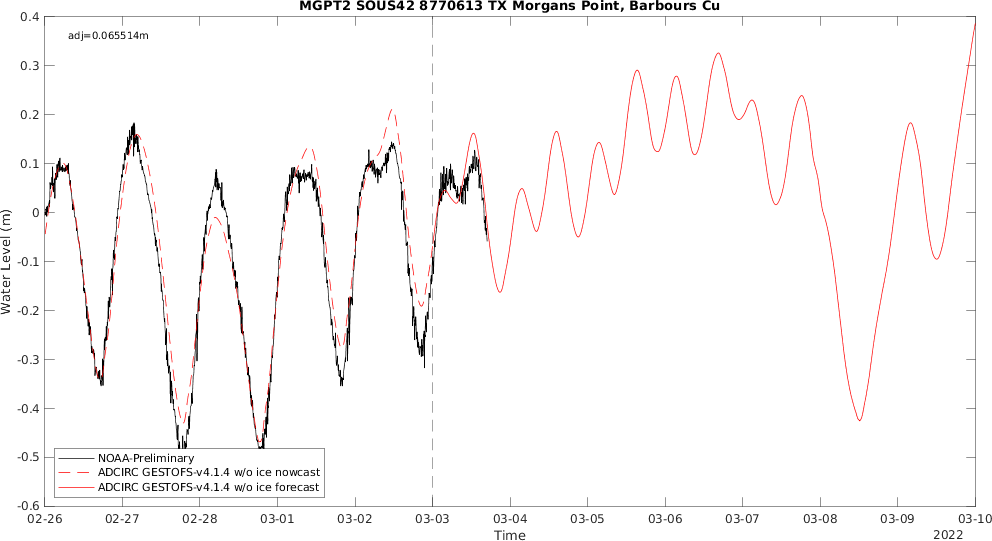 MGPT2 SOUS42 8770613 TX Morgans Point, Barbours Cu
adj=0.065514m
0.4
0.3
0.2
0.1
0
-0.1
-0.2
-0.3
-0.4
-0.5
-0.6
Water Level (m)
NOAA-Preliminary
ADCIRC GESTOFS-v4.1.4 w/o ice nowcast
ADCIRC GESTOFS-v4.1.4 w/o ice forecast
02-26 02-27 02-28 03-01 03-02 03-03 03-04 03-05 03-06 03-07 03-08 03-09 03-10
Time
2022